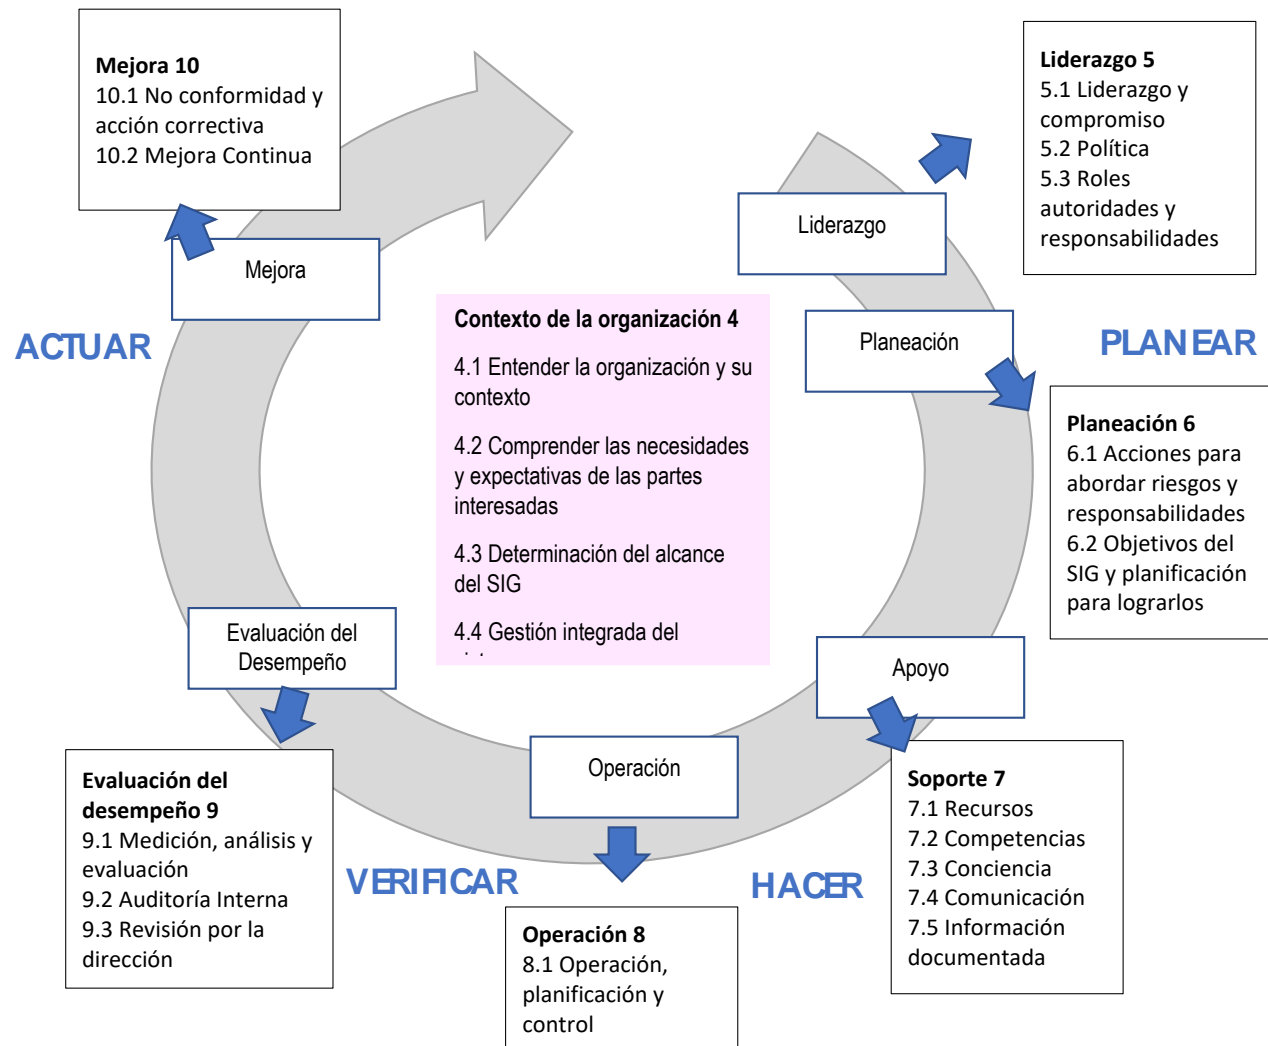 Mejora 10
10.1 No conformidad y
acción correctiva
10.2 Mejora Continua
Liderazgo 5
5.1 Liderazgo y
compromiso
5.2 Política
5.3 Roles
autoridades y
responsabilidades
Liderazgo
Mejora
ACTUAR
Contexto de la organización 4
4.1 Entender la organización y su
contexto
4.2 Comprender las necesidades
y expectativas de las partes
interesadas
4.3 Determinación del alcance
del SIG
4.4 Gestión integrada del
Planeación
PLANEAR
Planeación 6
6.1 Acciones para
abordar riesgos y
responsabilidades
6.2 Objetivos del
SIG y planificación
para lograrlos
Evaluación del
Desempeño
Apoyo
Operación
Evaluación del
desempeño 9
9.1 Medición, análisis y
evaluación
9.2 Auditoría Interna
9.3 Revisión por la
dirección
VERIFICAR
HACER
Soporte 7
7.1 Recursos
7.2 Competencias
7.3 Conciencia
7.4 Comunicación
7.5 Información
documentada
Operación 8
8.1 Operación,
planificación y
control